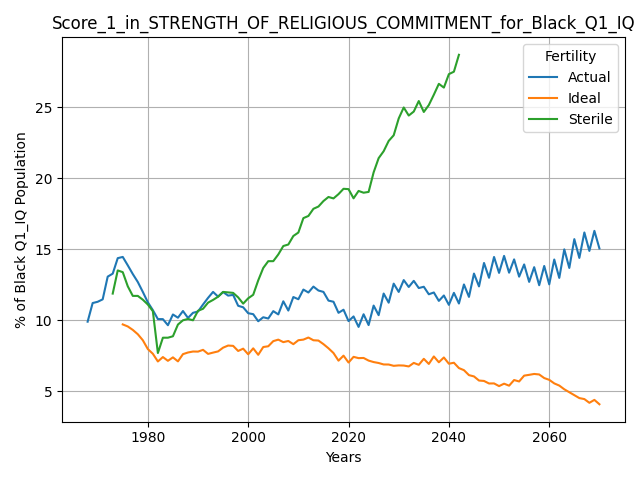 Score_1_in_STRENGTH_OF_RELIGIOUS_COMMITMENT_for_Black_Q1_IQ
Fertility
Actual
Ideal
Sterile
% of Black Q1_IQ Population
25
20
15
10
5
1980 2000 2020 2040 2060
Years